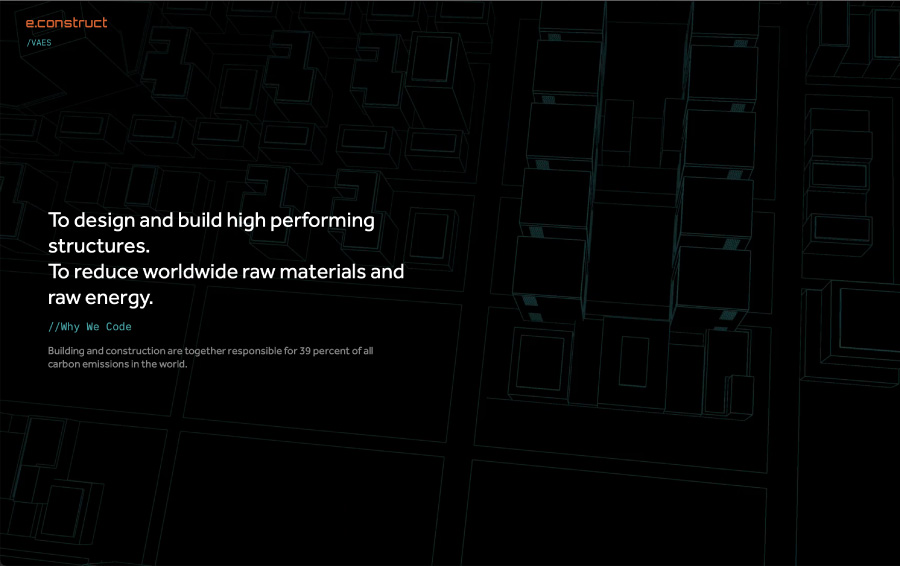 e.construct
/VAES
To design and build high performing
structures.
To reduce worldwide raw materials and
raw energy.
//Why We Code
Building and construction are together responsible for 39 percent of all
carbon emissions in the world.